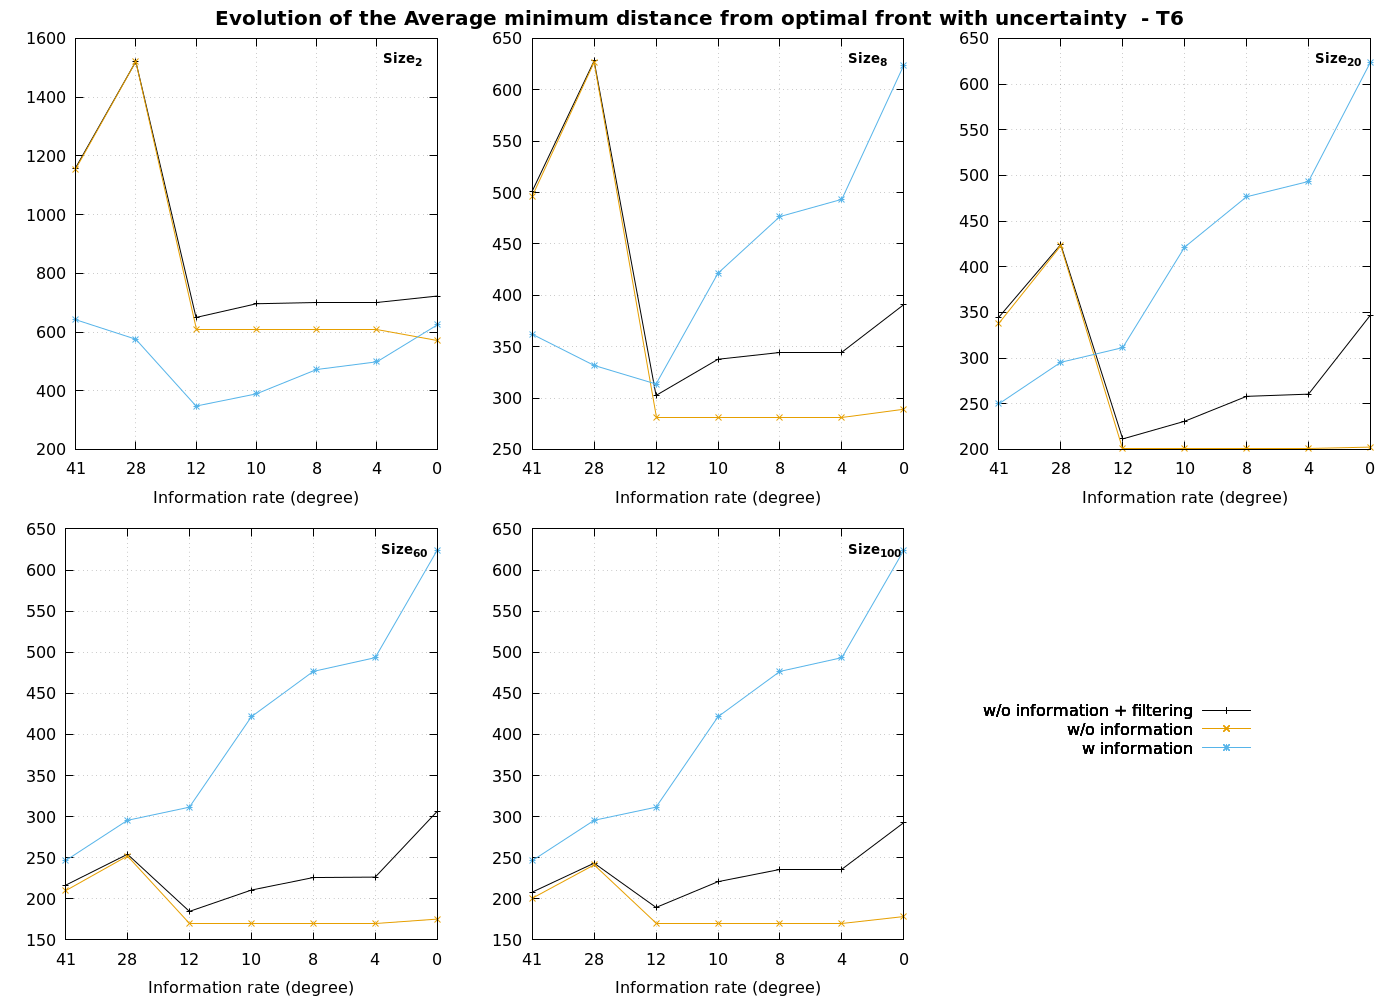 Evolution of the Average minimum distance from optimal front with uncertainty - T6
Size2
1600
1400
1200
1000
800
600
400
200
41 28 12 10 8 4 0
Information rate (degree)
Size8
650
600
550
500
450
400
350
300
250
41 28 12 10 8 4 0
Information rate (degree)
Size20
650
600
550
500
450
400
350
300
250
200
41 28 12 10 8 4 0
Information rate (degree)
Size60
650
600
550
500
450
400
350
300
250
200
150
41 28 12 10 8 4 0
Information rate (degree)
Size100
650
600
550
500
450
400
350
300
250
200
150
41 28 12 10 8 4 0
Information rate (degree)
w/o information + filtering
w/o information
w information